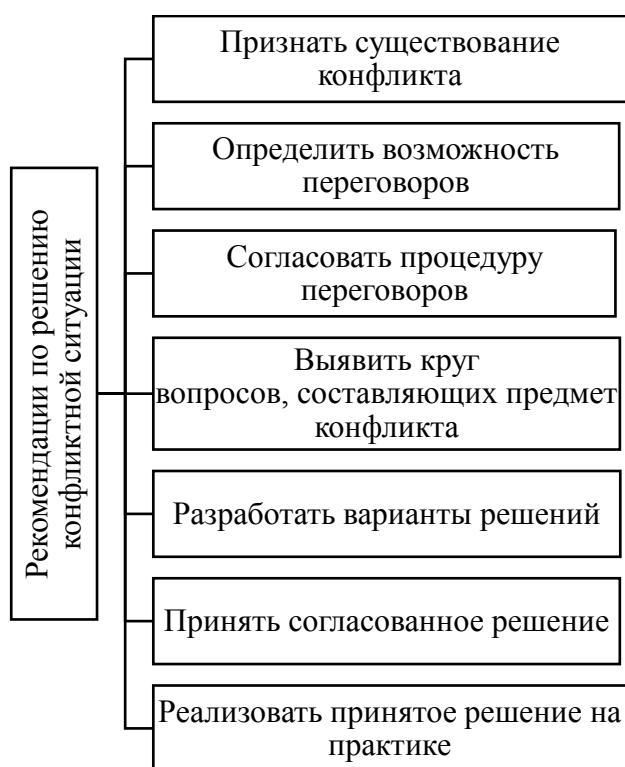 Рекомендации по решению
конфликтной ситуации
Признать существование
конфликта
Определить возможность
переговоров
Согласовать процедуру
переговоров
Выявить круг
вопросов, составляющих предмет
конфликта
Разработать варианты решений
Принять согласованное решение
Реализовать принятое решение на
практике